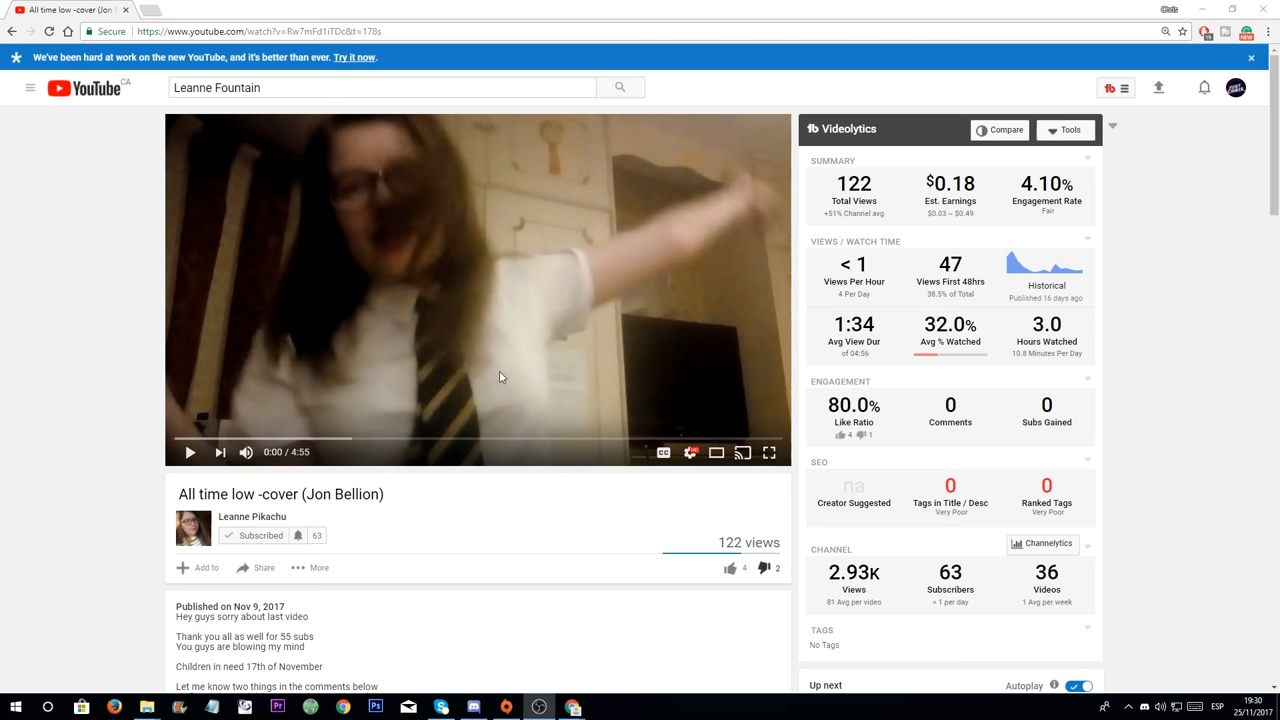 All time low -cover (Jon B
Chris
Secure
https://www.youtube.com/watch?v=Rw7mFd1iTDc&t=178s
We've been hard at work on the new YouTube, and it's better than ever. Try it now.
YouTube CA
Leanne Fountain
tb
Videolytics
Compare
Tools
SUMMARY
122
Total Views
+51% Channel avg
$0.18
Est. Earnings
$0.03 ~ $0.49
4.10%
Engagement Rate
Fair
VIEWS / WATCH TIME
< 1
Views Per Hour
4 Per Day
47
Views First 48hrs
38.5% of Total
Historical
Published 16 days ago
1:34
Avg View Dur
of 04:56
32.0%
Avg % Watched
3.0
Hours Watched
10.8 Minutes Per Day
ENGAGEMENT
80.0%
Like Ratio
4 1
0
Comments
0
Subs Gained
SEO
na
Creator Suggested
0
Tags in Title / Desc
Very Poor
0
Ranked Tags
Very Poor
CHANNEL
Channelytics
2.93K
Views
81 Avg per video
63
Subscribers
< 1 per day
36
Videos
1 Avg per week
TAGS
No Tags
Up next
Autoplay
0:00 / 4:55
CC
HD
All time low -cover (Jon Bellion)
Leanne Pikachu
Subscribed 63
122 views
Add to
Share
More
4 2
Published on Nov 9, 2017
Hey guys sorry about last video
Thank you all as well for 55 subs
You guys are blowing my mind
Children in need 17th of November
Let me know two things in the comments below
Pr
Ps
ESP
19:30
25/11/2017